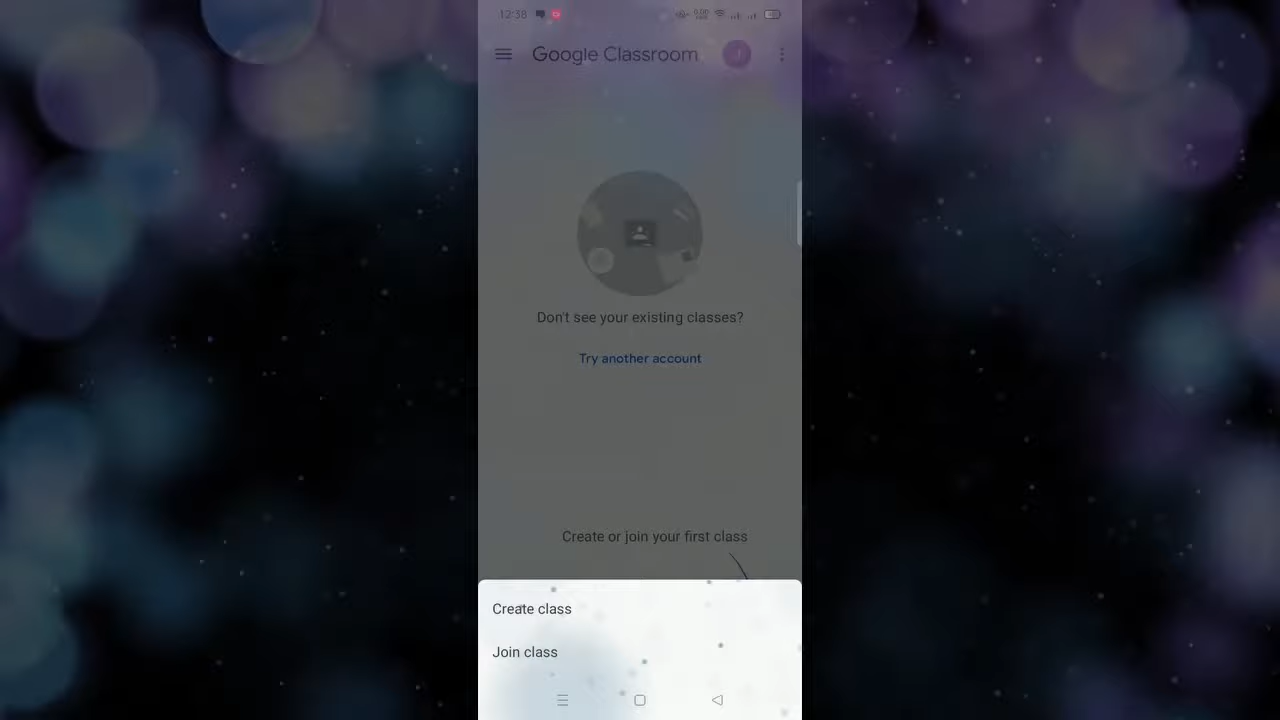 12:38
Google Classroom
J
Don't see your existing classes?
Try another account
Create or join your first class
Create class
Join class